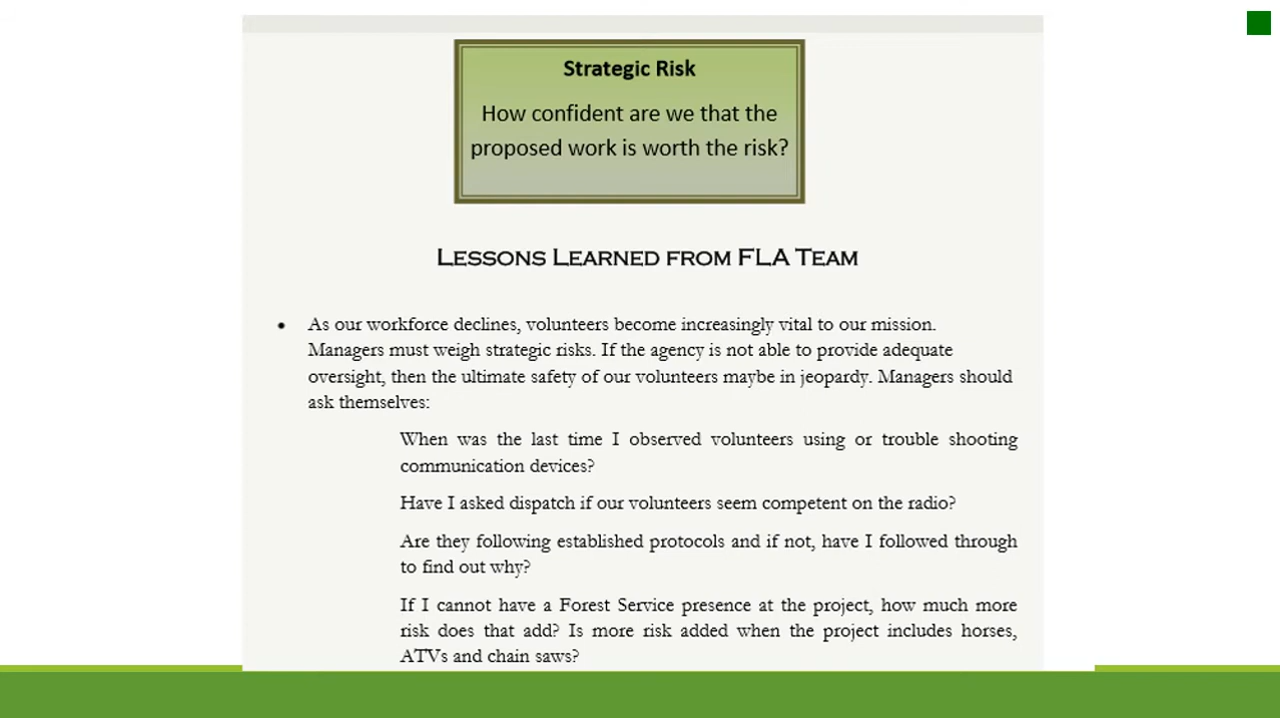 Strategic Risk
How confident are we that the
proposed work is worth the risk?
Lessons Learned from FLA Team
• As our workforce declines, volunteers become increasingly vital to our mission.
Managers must weigh strategic risks. If the agency is not able to provide adequate
oversight, then the ultimate safety of our volunteers maybe in jeopardy. Managers should
ask themselves:
When was the last time I observed volunteers using or trouble shooting
communication devices?
Have I asked dispatch if our volunteers seem competent on the radio?
Are they following established protocols and if not, have I followed through
to find out why?
If I cannot have a Forest Service presence at the project, how much more
risk does that add? Is more risk added when the project includes horses,
ATVs and chain saws?